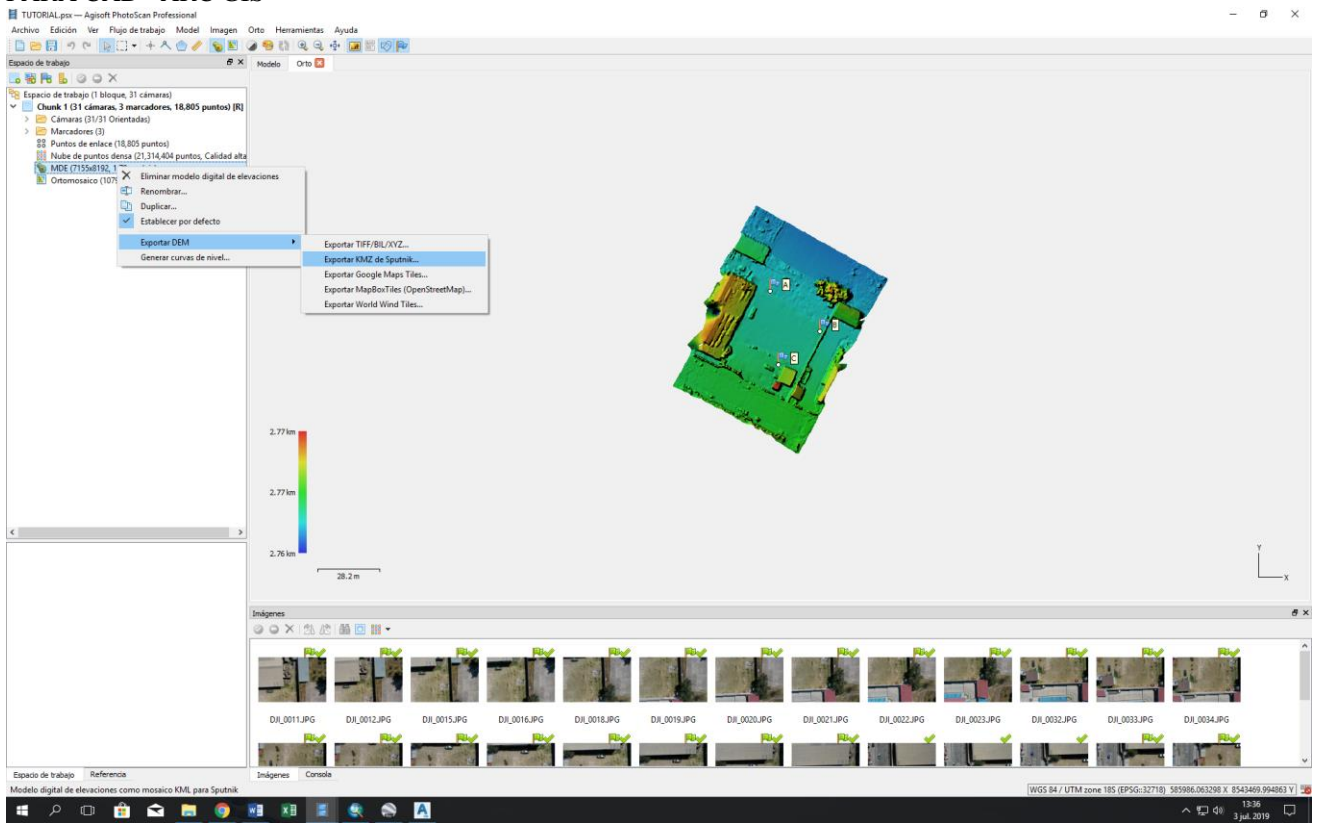 PARA CAD - ARC GIS
TUTORIAL.psx — Agisoft PhotoScan Professional
Archivo Edición Ver Flujo de trabajo Model Imagen Orto Herramientas Ayuda
Espacio de trabajo
Modelo Orto
Espacio de trabajo (1 bloque, 31 cámaras)
Chunk 1 (31 cámaras, 3 marcadores, 18,805 puntos) [R]
Cámaras (31/31 Orientadas)
Marcadores (3)
Puntos de enlace (18,805 puntos)
Nube de puntos densa (21,314,404 puntos, Calidad alta
MDE (7155x8192,
Ortomosaico (107
Eliminar modelo digital de elevaciones
Renombrar...
Duplicar...
Establecer por defecto
Exportar DEM
Generar curvas de nivel...
Exportar TIFF/BIL/XYZ...
Exportar KMZ de Sputnik...
Exportar Google Maps Tiles...
Exportar MapBoxTiles (OpenStreetMap)...
Exportar World Wind Tiles...
A
B
C
2.77 km
2.77 km
2.76 km
28.2 m
Y
X
Imágenes
DJI_0011.JPG DJI_0012.JPG DJI_0015.JPG DJI_0016.JPG DJI_0018.JPG DJI_0019.JPG DJI_0020.JPG DJI_0021.JPG DJI_0022.JPG DJI_0023.JPG DJI_0032.JPG DJI_0033.JPG DJI_0034.JPG
Espacio de trabajo Referencia
Imágenes Consola
Modelo digital de elevaciones como mosaico KML para Sputnik
WGS 84 / UTM zone 18S (EPSG::32718) 585986.063298 X 8543469.994863 Y
13:36
3 jul. 2019